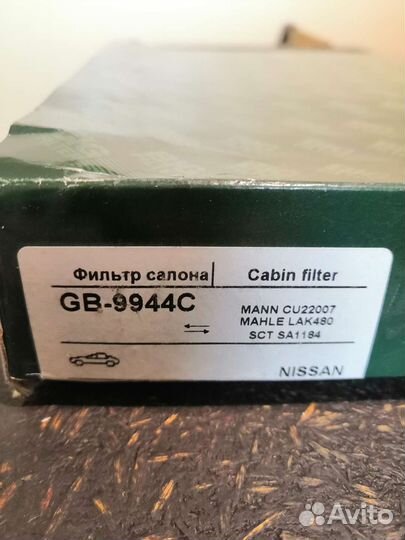 Фильтр салона Cabin filter
GB-9944C
MANN CU22007
MAHLE LAK480
SCT SA1184
NISSAN
Avito